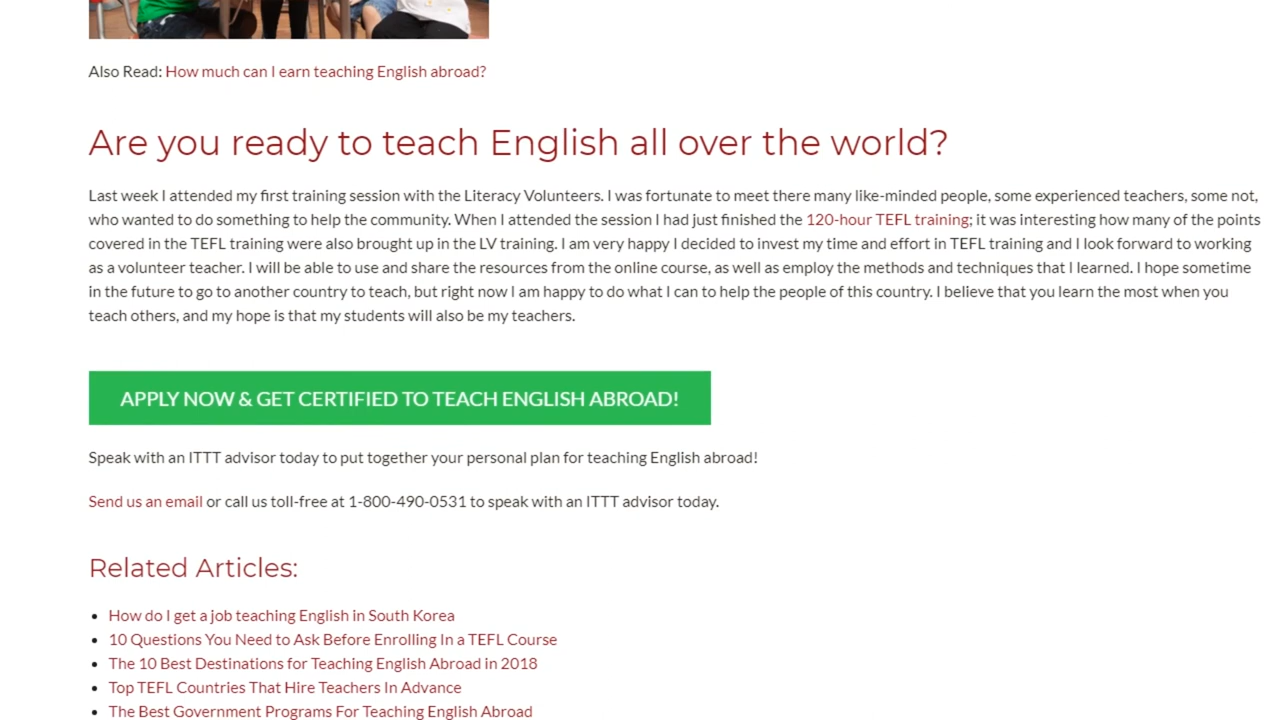 Also Read: How much can I earn teaching English abroad?
Are you ready to teach English all over the world?
Last week I attended my first training session with the Literacy Volunteers. I was fortunate to meet there many like-minded people, some experienced teachers, some not,
who wanted to do something to help the community. When I attended the session I had just finished the 120-hour TEFL training; it was interesting how many of the points
covered in the TEFL training were also brought up in the LV training. I am very happy I decided to invest my time and effort in TEFL training and I look forward to working
as a volunteer teacher. I will be able to use and share the resources from the online course, as well as employ the methods and techniques that I learned. I hope sometime
in the future to go to another country to teach, but right now I am happy to do what I can to help the people of this country. I believe that you learn the most when you
teach others, and my hope is that my students will also be my teachers.
APPLY NOW & GET CERTIFIED TO TEACH ENGLISH ABROAD!
Speak with an ITTT advisor today to put together your personal plan for teaching English abroad!
Send us an email or call us toll-free at 1-800-490-0531 to speak with an ITTT advisor today.
Related Articles:
• How do I get a job teaching English in South Korea
• 10 Questions You Need to Ask Before Enrolling In a TEFL Course
• The 10 Best Destinations for Teaching English Abroad in 2018
• Top TEFL Countries That Hire Teachers In Advance
• The Best Government Programs For Teaching English Abroad